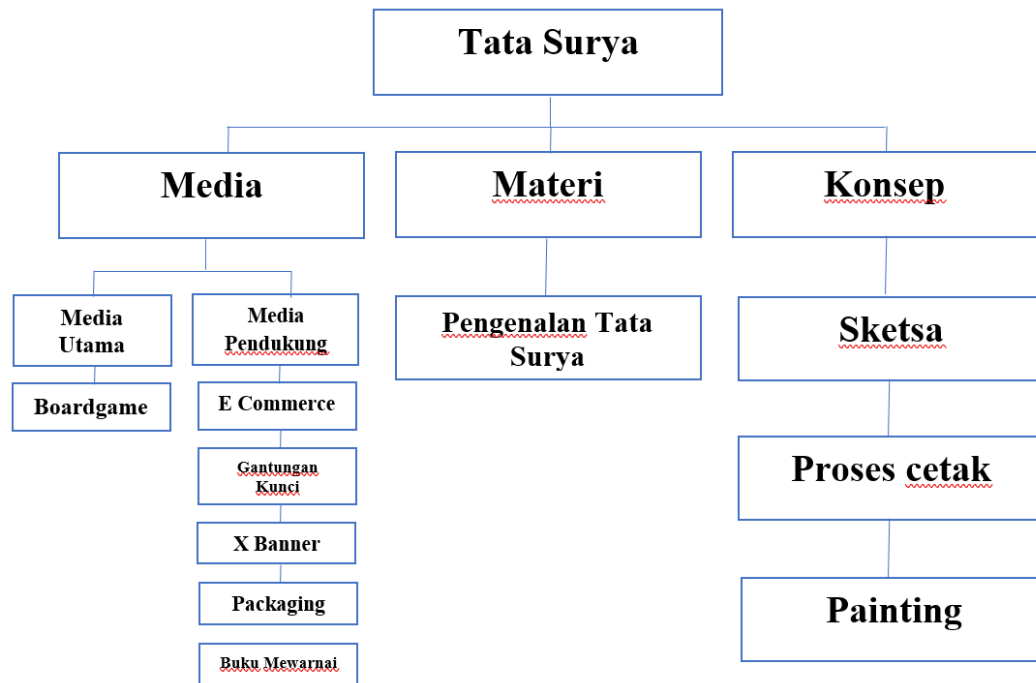 Tata Surya
Media
Materi
Konsep
Media
Utama
Boardgame
Media
Pendukung
E Commerce
Gantungan
Kunci
X Banner
Packaging
Buku Mewarnai
Pengenalan Tata
Surya
Sketsa
Proses cetak
Painting